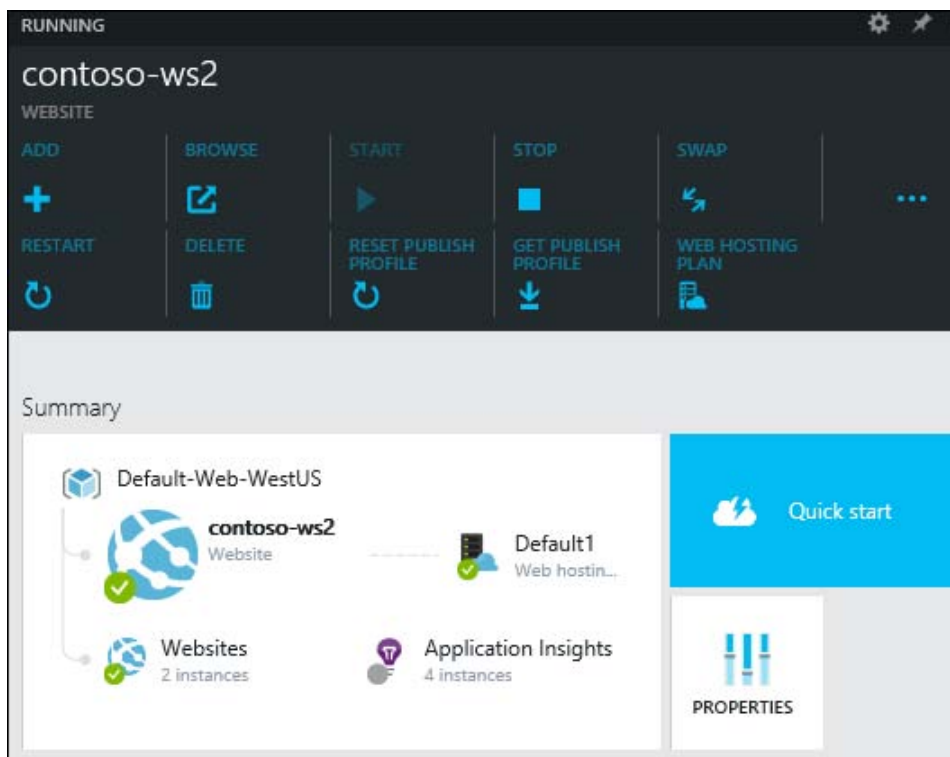 RUNNING
contoso-ws2
WEBSITE
ADD
BROWSE
START
STOP
SWAP
RESTART
DELETE
RESET PUBLISH
PROFILE
GET PUBLISH
PROFILE
WEB HOSTING
PLAN
Summary
Default-Web-WestUS
contoso-ws2
Website
Default1
Web hostin...
Websites
2 instances
Application Insights
4 instances
Quick start
PROPERTIES